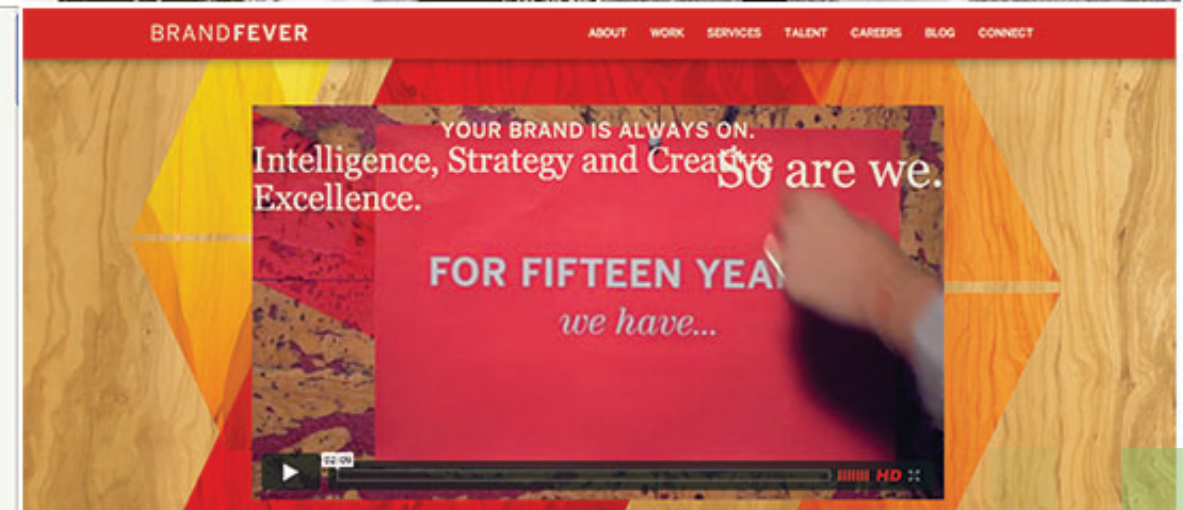 BRANDFEVER
ABOUT WORK SERVICES TALENT CAREERS BLOG CONNECT
YOUR BRAND IS ALWAYS ON.
Intelligence, Strategy and Creative
Excellence.
So are we.
FOR FIFTEEN
we have...
02:09
HD